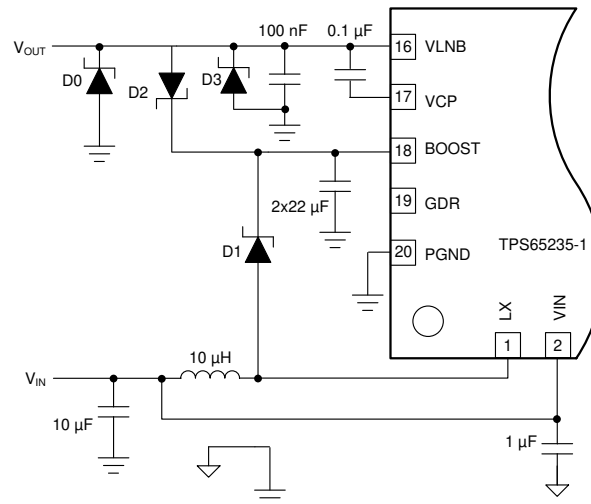 100 nF
0.1 µF
VOUT
16 VLNB
D0
D2
D3
17 VCP
18 BOOST
2x22 µF
19 GDR
D1
20 PGND
TPS65235-1
LX
VIN
1
2
10 µH
VIN
10 µF
1 µF